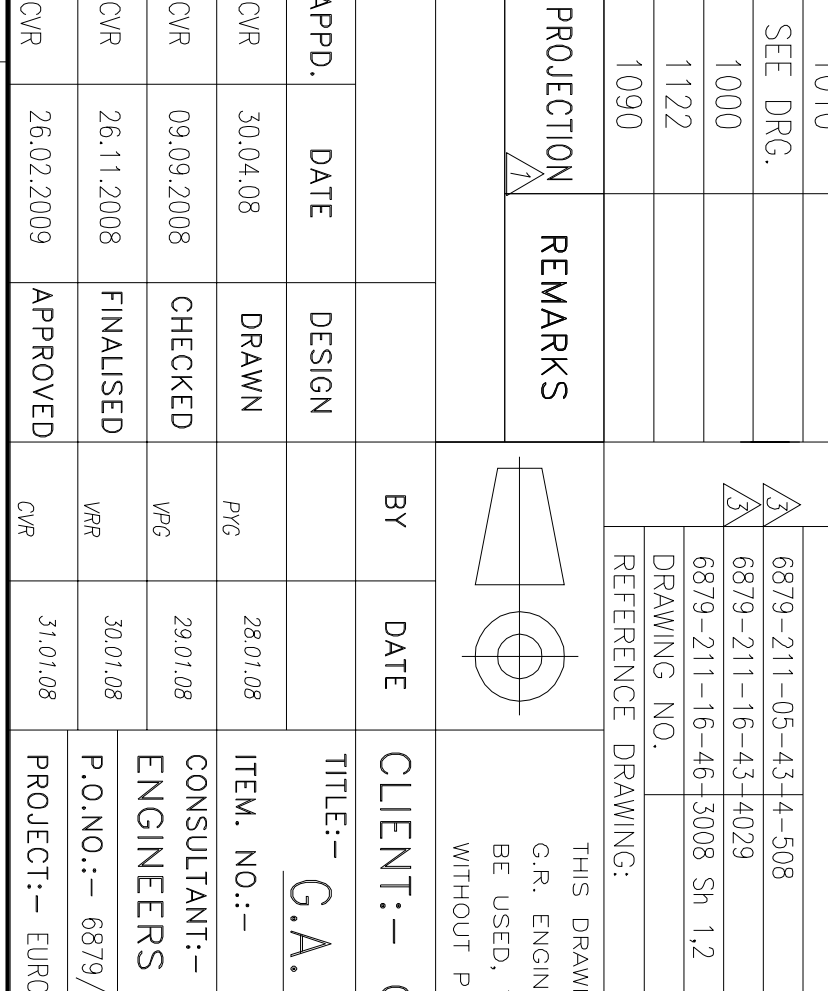 SEE DRG. 3 6879-211-05-43-4-508
1000 3 6879-211-16-43-4029
1122 6879-211-16-46-3008 Sh 1,2
DRAWING NO.
1090 REFERENCE DRAWING:
PROJECTION 1 REMARKS
THIS DRAWI
G.R. ENGIN
BE USED,
WITHOUT P
BY DATE CLIENT:-
APPD. DATE DESIGN TITLE:- G.A.
CVR 30.04.08 DRAWN PYG 28.01.08 ITEM. NO.:-
CVR 09.09.2008 CHECKED VPG 29.01.08 CONSULTANT:-
ENGINEERS
CVR 26.11.2008 FINALISED VRR 30.01.08 P.O.NO.:- 6879/
CVR 26.02.2009 APPROVED CVR 31.01.08 PROJECT:- EURO